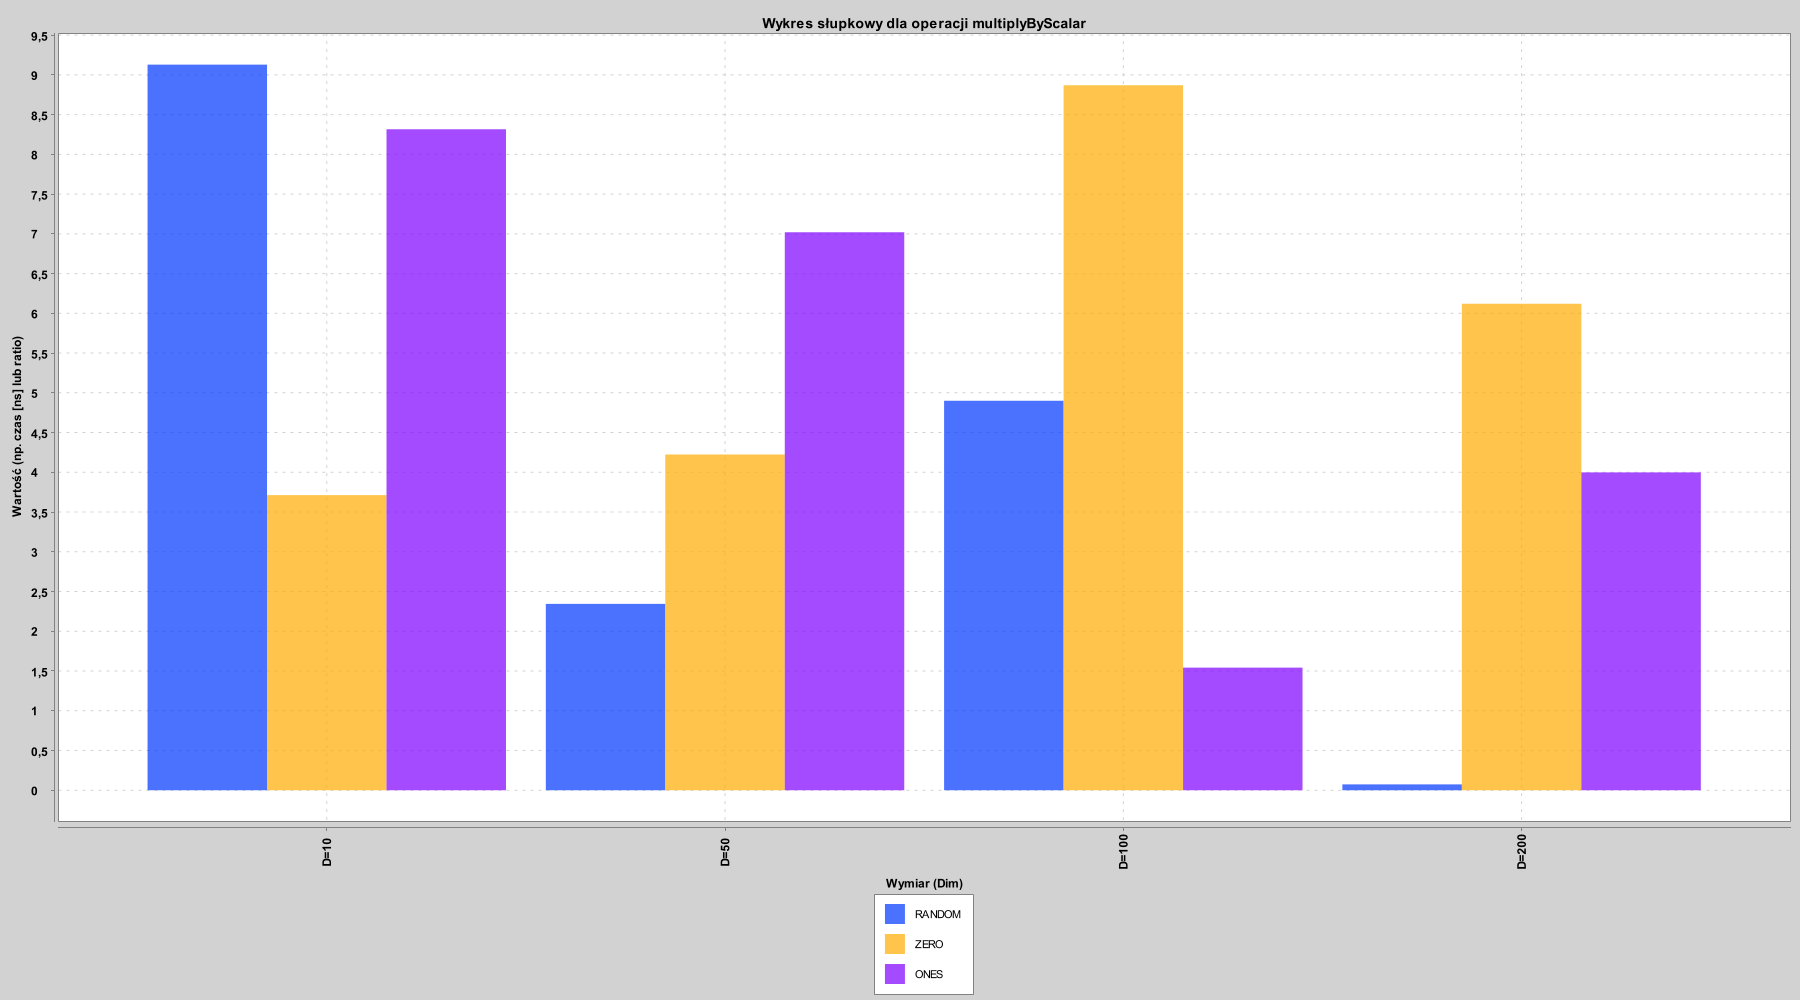 Wykres słupkowy dla operacji multiplyByScalar
Wartość (np. czas [ns] lub ratio)
9,5
9
8,5
8
7,5
7
6,5
6
5,5
5
4,5
4
3,5
3
2,5
2
1,5
1
0,5
0
D=10
D=50
D=100
D=200
Wymiar (Dim)
RANDOM
ZERO
ONES